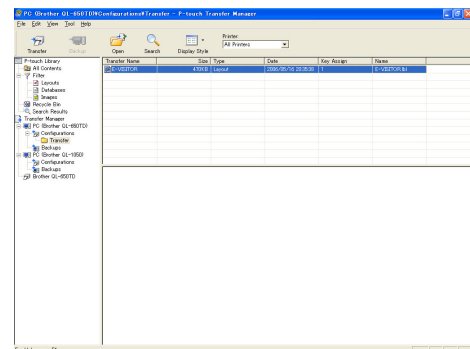 PC (Brother QL-650TD)¥Configurations¥Transfer - P-touch Transfer Manager
File Edit View Tool Help
Printer
All Printers
Transfer Backup Open Search Display Style
P-touch Library
All Contents
Filter
Layouts
Databases
Images
Recycle Bin
Search Results
Transfer Manager
PC (Brother QL-650TD)
Configurations
Transfer
Backups
PC (Brother QL-1050)
Configurations
Backups
Brother QL-650TD
Transfer Name Size Type Date Key Assign Name
E-VISITOR 478KB Layout 1 E-VISITOR.lbl